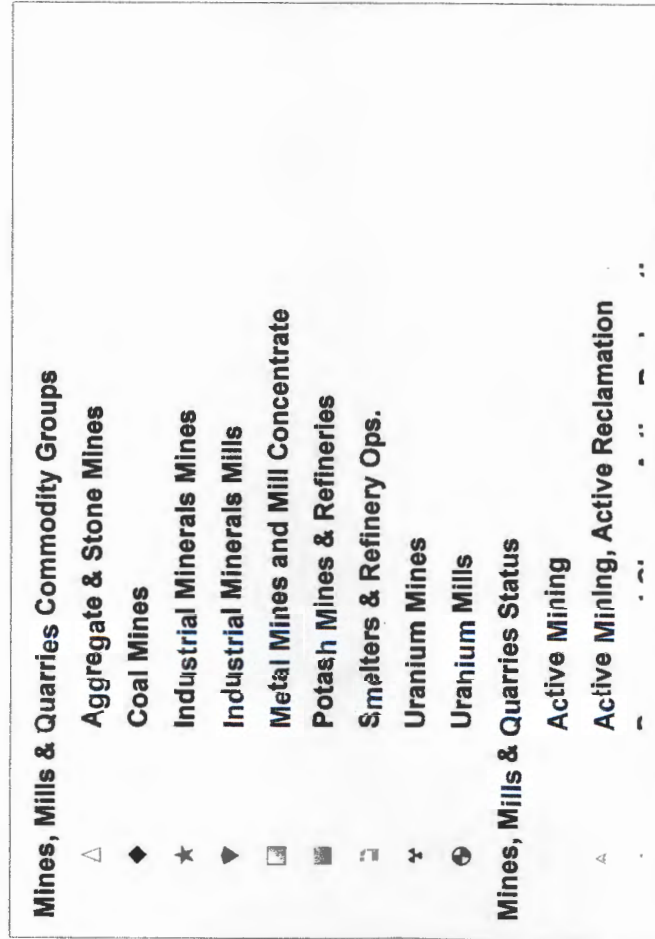 Mines, Mills & Quarries Commodity Groups
Aggregate & Stone Mines
Coal Mines
Industrial Minerals Mines
Industrial Minerals Mills
Metal Mines and Mill Concentrate
Potash Mines & Refineries
Smelters & Refinery Ops.
Uranium Mines
Uranium Mills
Mines, Mills & Quarries Status
Active Mining
Active Mining, Active Reclamation